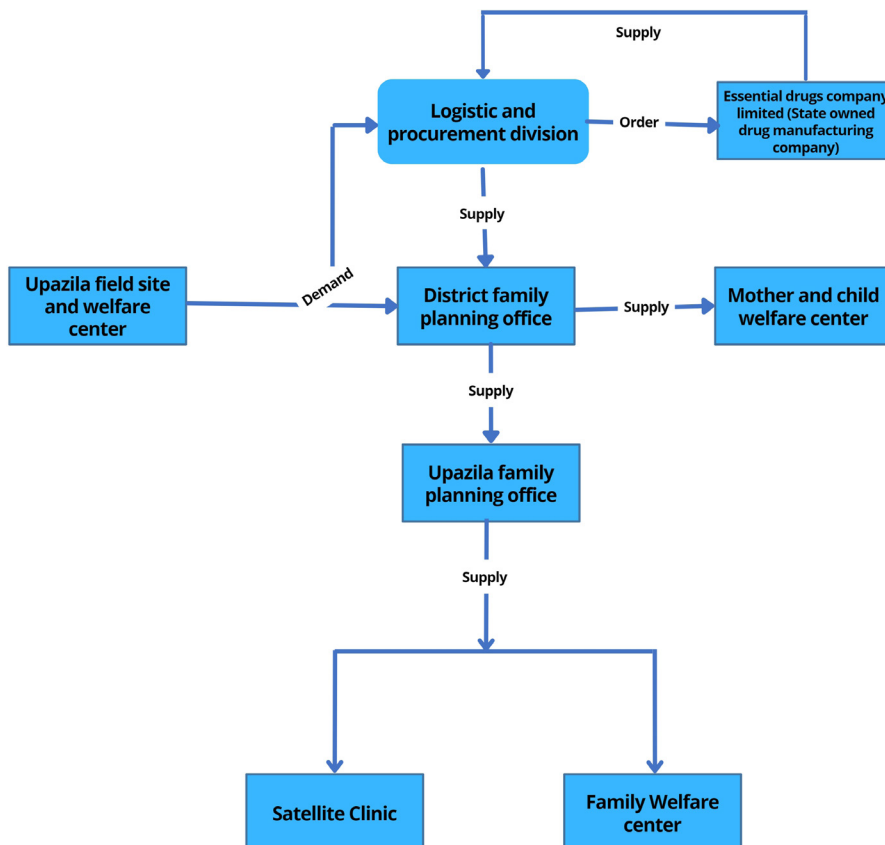 Supply
Logistic and
procurement division
Order
Essential drugs company
limited (State owned
drug manufacturing
company)
Supply
Demand
Upazila field site
and welfare
center
District family
planning office
Supply
Mother and child
welfare center
Supply
Upazila family
planning office
Supply
Satellite Clinic
Family Welfare
center